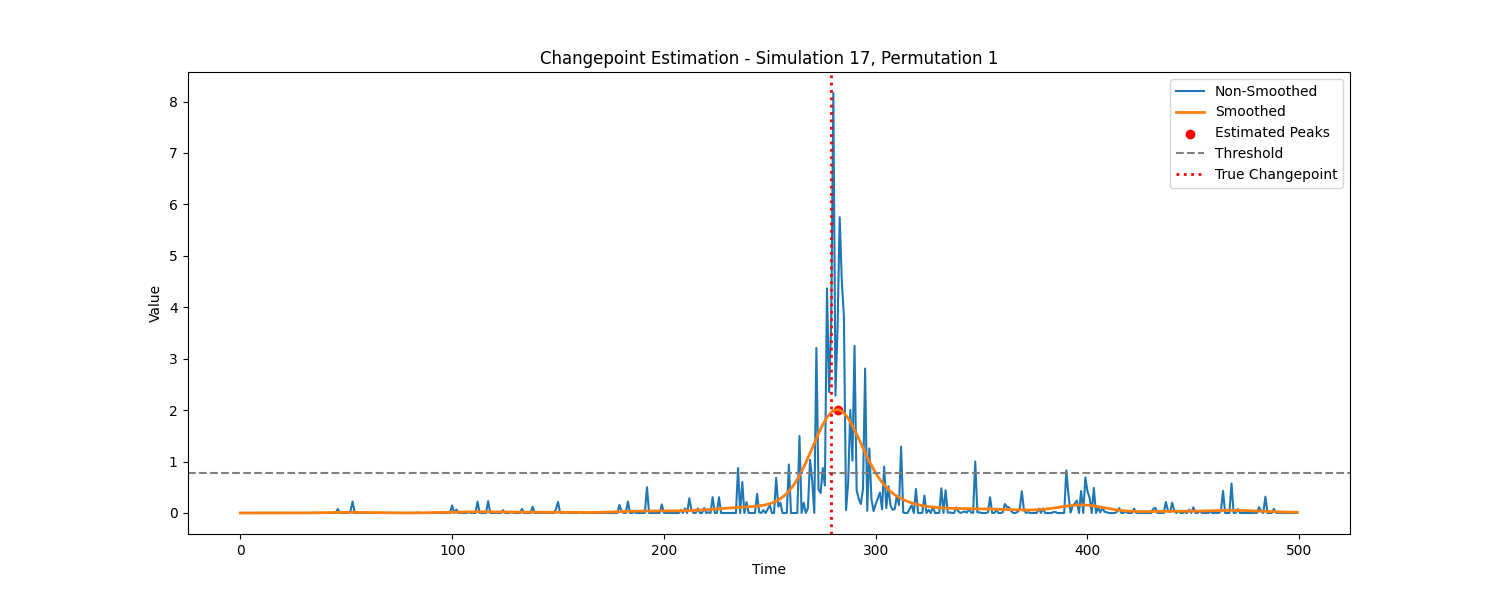 Changepoint Estimation - Simulation 17, Permutation 1
Non-Smoothed
Smoothed
Estimated Peaks
Threshold
True Changepoint
Value
8
7
6
5
4
3
2
1
0
0 100 200 300 400 500
Time